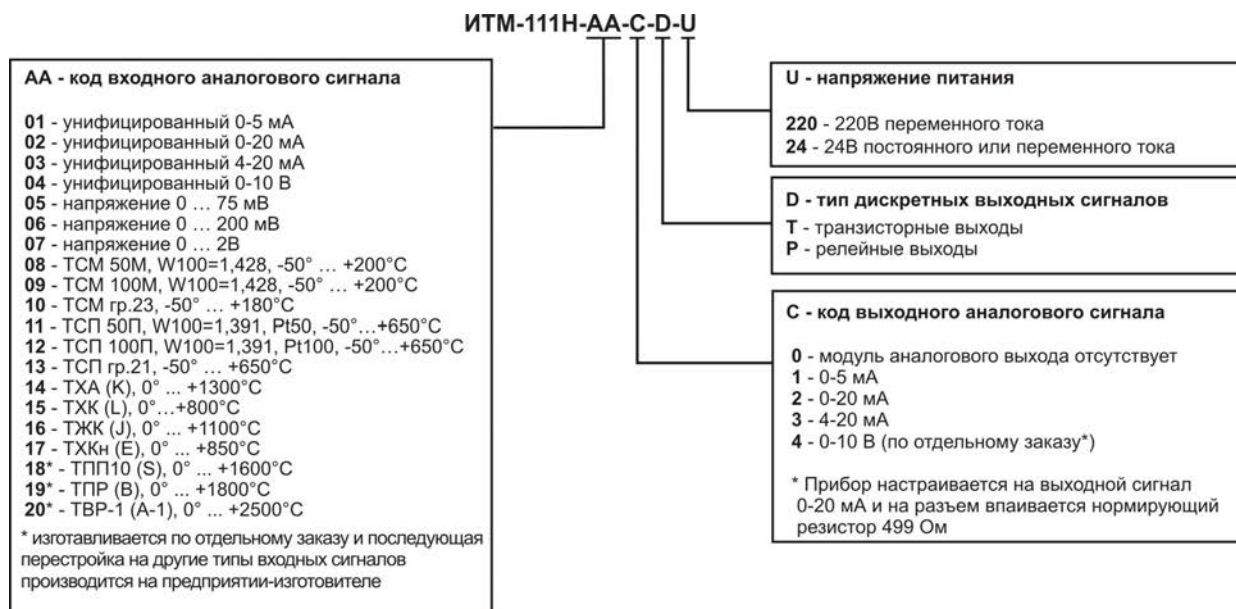 ИТМ-111Н-АА-С-D-U
АА - код входного аналогового сигнала
01 - унифицированный 0-5 мА
02 - унифицированный 0-20 мА
03 - унифицированный 4-20 мА
04 - унифицированный 0-10 В
05 - напряжение 0 … 75 мВ
06 - напряжение 0 … 200 мВ
07 - напряжение 0 … 2В
08 - ТСМ 50М, W100=1,428, -50° … +200°С
09 - ТСМ 100М, W100=1,428, -50° … +200°С
10 - ТСМ гр.23, -50° … +180°С
11 - ТСП 50П, W100=1,391, Pt50, -50°…+650°С
12 - ТСП 100П, W100=1,391, Pt100, -50°…+650°С
13 - ТСП гр.21, -50° … +650°С
14 - ТХА (К), 0° ... +1300°С
15 - ТХК (L), 0°…+800°С
16 - ТЖК (J), 0° ... +1100°С
17 - ТХКн (Е), 0° ... +850°С
18* - ТПП10 (S), 0° ... +1600°С
19* - ТПР (В), 0° ... +1800°С
20* - ТВР-1 (А-1), 0° ... +2500°С
* изготавливается по отдельному заказу и последующая
перестройка на другие типы входных сигналов
производится на предприятии-изготовителе
U - напряжение питания
220 - 220В переменного тока
24 - 24В постоянного или переменного тока
D - тип дискретных выходных сигналов
Т - транзисторные выходы
Р - релейные выходы
С - код выходного аналогового сигнала
0 - модуль аналогового выхода отсутствует
1 - 0-5 мА
2 - 0-20 мА
3 - 4-20 мА
4 - 0-10 В (по отдельному заказу*)
* Прибор настраивается на выходной сигнал
0-20 мА и на разъем впаивается нормирующий
резистор 499 Ом